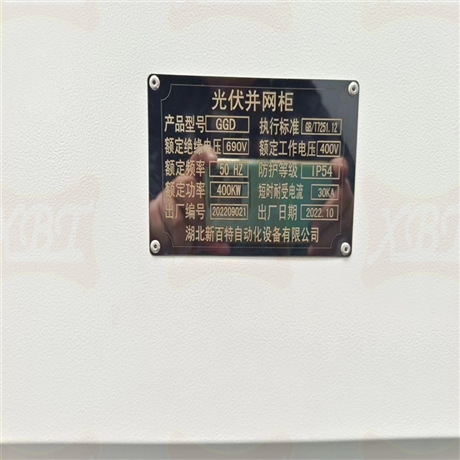 光伏并网柜
产品型号 GGD 执行标准 GB/T7251.12
额定绝缘电压 690V 额定工作电压 400V
额定频率 50 HZ 防护等级 IP54
额定功率 400KW 短时耐受电流 30KA
出厂编号 202209021 出厂日期 2022.10
湖北新百特自动化设备有限公司